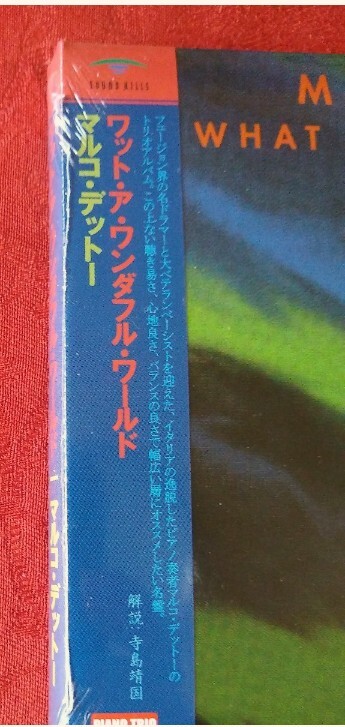 SOUND HILLS
M
WHAT
ワット・ア・ワンダフル・ワールド
マルコ・デットー
フュージョン界の名ドラマーと大ベテランベーシストを迎えた、イタリアの逸脱したピアノ奏者マルコ・デットーの
トリオアルバム。この上ない聴き易さ、心地良さ、バランスの良さで幅広い層にオススメしたい名盤。
解説:寺島靖国
マルコ・デットー
PIANO TRIO